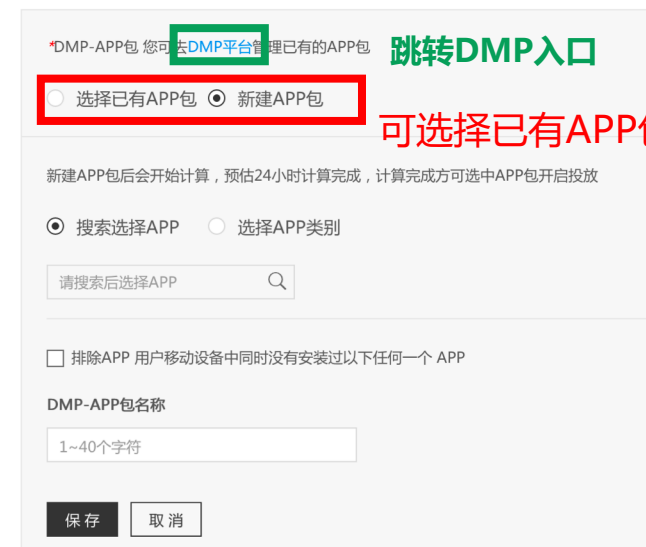 *DMP-APP包 您可去DMP平台管理已有的APP包
跳转DMP入口
选择已有APP包 新建APP包
可选择已有APP包
新建APP包后会开始计算，预估24小时计算完成，计算完成方可选中APP包开启投放
搜索选择APP 选择APP类别
请搜索后选择APP
排除APP 用户移动设备中同时没有安装过以下任何一个 APP
DMP-APP包名称
1~40个字符
保存 取消